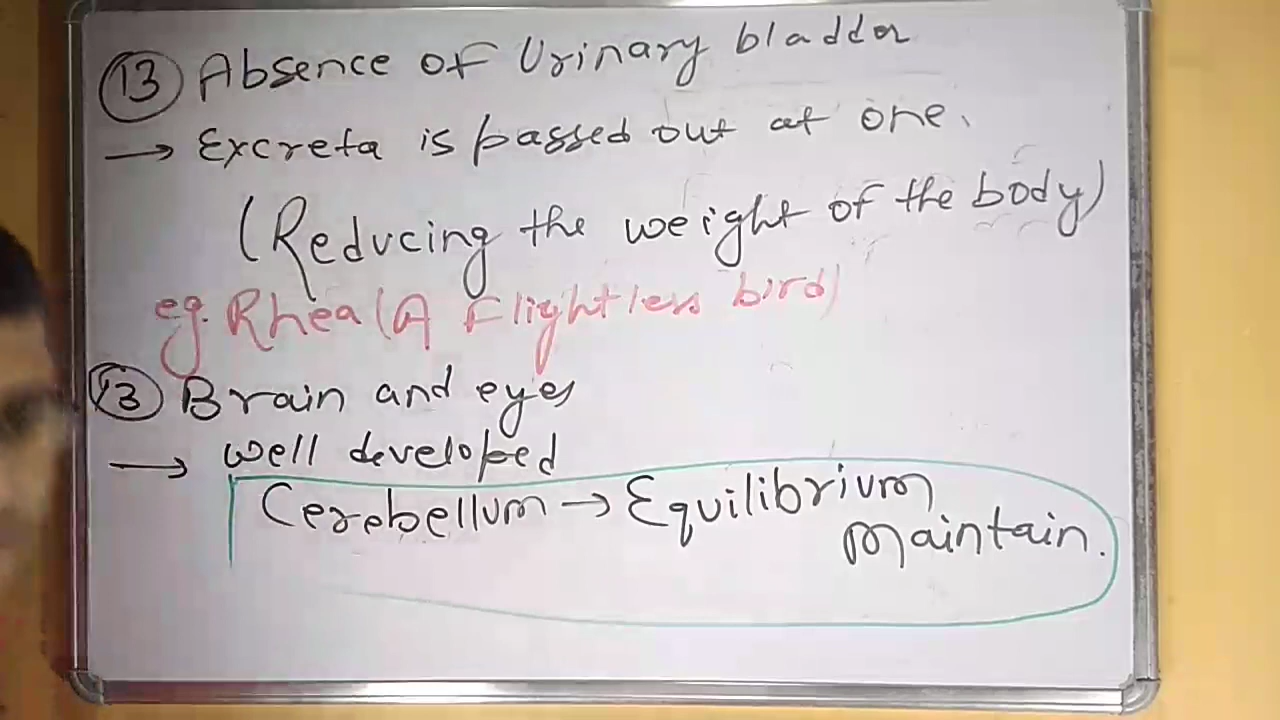 13 Absence of Urinary bladder
→ Excreta is passed out at one.
(Reducing the weight of the body)
eg. Rhea (A Flightless bird)
13 Brain and eyes
→ well developed
Cerebellum → Equilibrium
maintain.